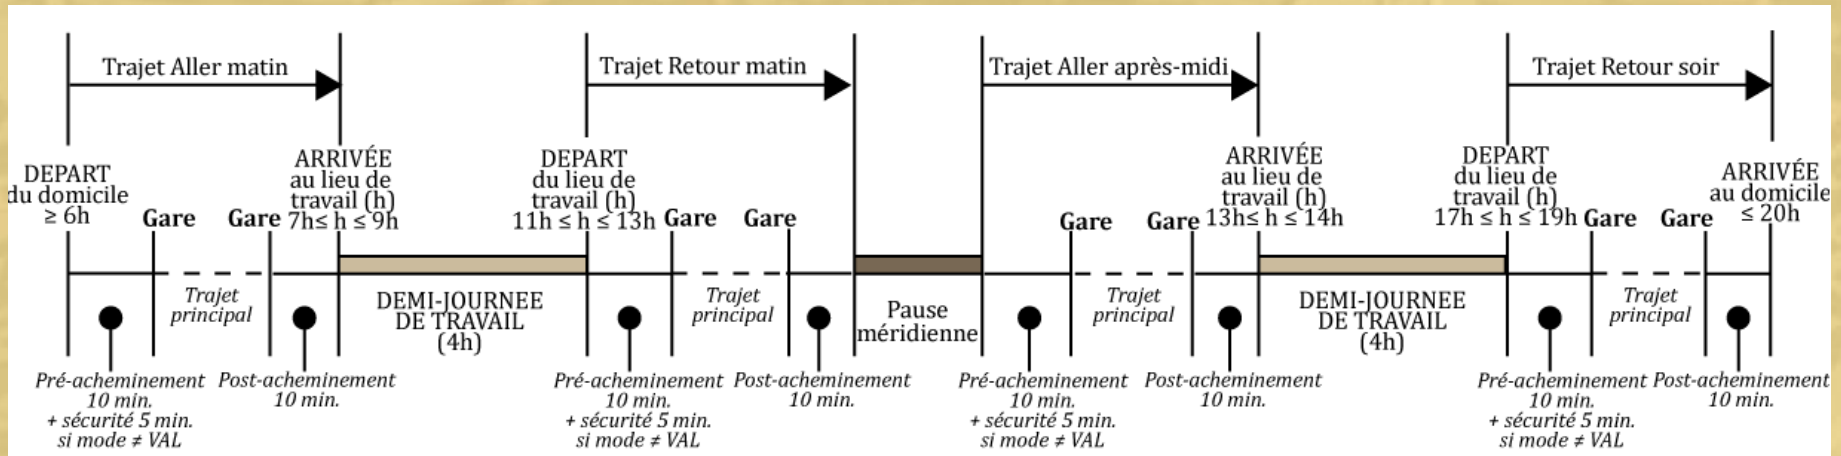 Trajet Aller matin
Trajet Retour matin
Trajet Aller après-midi
Trajet Retour soir
DEPART
du domicile
≥ 6h
Gare
Gare
ARRIVÉE
au lieu de
travail (h)
7h≤ h ≤ 9h
DEPART
du lieu de
travail (h)
11h ≤ h ≤ 13h
Gare
Gare
Gare
Gare
ARRIVÉE
au lieu de
travail (h)
13h≤ h ≤ 14h
DEPART
du lieu de
travail (h)
17h ≤ h ≤ 19h
Gare
Gare
ARRIVÉE
au domicile
≤ 20h
Trajet
principal
DEMI-JOURNEE
DE TRAVAIL
(4h)
Trajet
principal
Pause
méridienne
Trajet
principal
DEMI-JOURNEE
DE TRAVAIL
(4h)
Trajet
principal
Pré-acheminement
10 min.
+ sécurité 5 min.
si mode ≠ VAL
Post-acheminement
10 min.
Pré-acheminement
10 min.
+ sécurité 5 min.
si mode ≠ VAL
Post-acheminement
10 min.
Pré-acheminement
10 min.
+ sécurité 5 min.
si mode ≠ VAL
Post-acheminement
10 min.
Pré-acheminement
10 min.
+ sécurité 5 min.
si mode ≠ VAL
Post-acheminement
10 min.